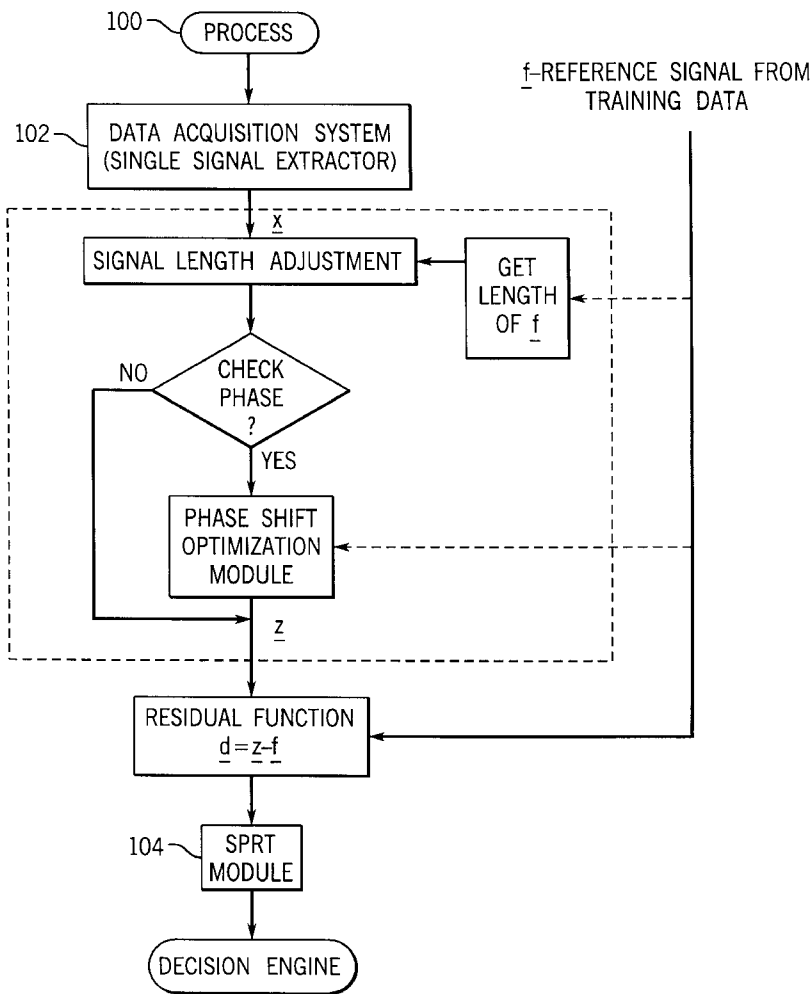 100
PROCESS
f-REFERENCE SIGNAL FROM
TRAINING DATA
102
DATA ACQUISITION SYSTEM
(SINGLE SIGNAL EXTRACTOR)
x
SIGNAL LENGTH ADJUSTMENT
GET
LENGTH
OF f
NO
CHECK
PHASE
?
YES
PHASE SHIFT
OPTIMIZATION
MODULE
z
RESIDUAL FUNCTION
d=z-f
104
SPRT
MODULE
DECISION ENGINE